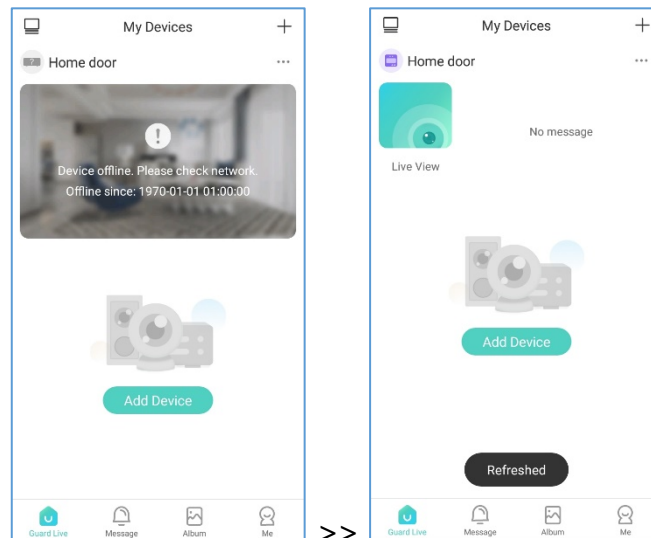 My Devices
Home door
Device offline. Please check network.
Offline since: 1970-01-01 01:00:00
Add Device
Guard Live
Message
Album
Me
>>
My Devices
Home door
No message
Live View
Add Device
Refreshed
Guard Live
Message
Album
Me